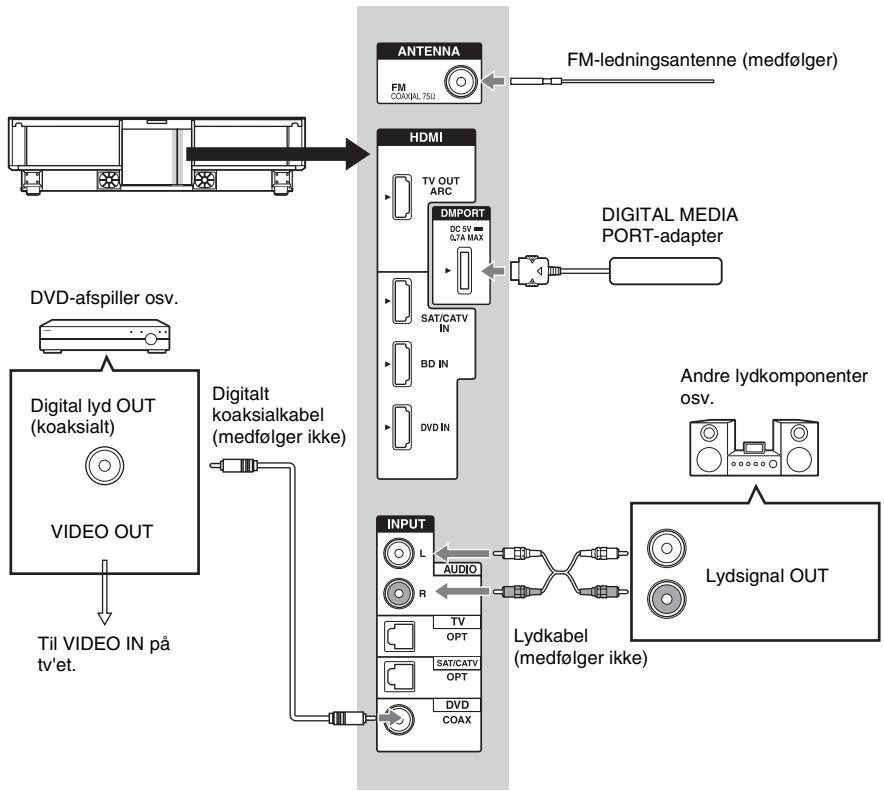 ANTENNA
FM
COAXIAL 75Ω
FM-ledningsantenne (medfølger)
HDMI
TV OUT
ARC
DMPORT
DC 5V
0.7A MAX
DIGITAL MEDIA
PORT-adapter
SAT/CATV
IN
BD IN
DVD IN
DVD-afspiller osv.
Digital lyd OUT
(koaksialt)
VIDEO OUT
Til VIDEO IN på
tv'et.
Digitalt
koaksialkabel
(medfølger ikke)
Andre lydkomponenter
osv.
Lydsignal OUT
Lydkabel
(medfølger ikke)
INPUT
L
AUDIO
R
TV
OPT
SAT/CATV
OPT
DVD
COAX